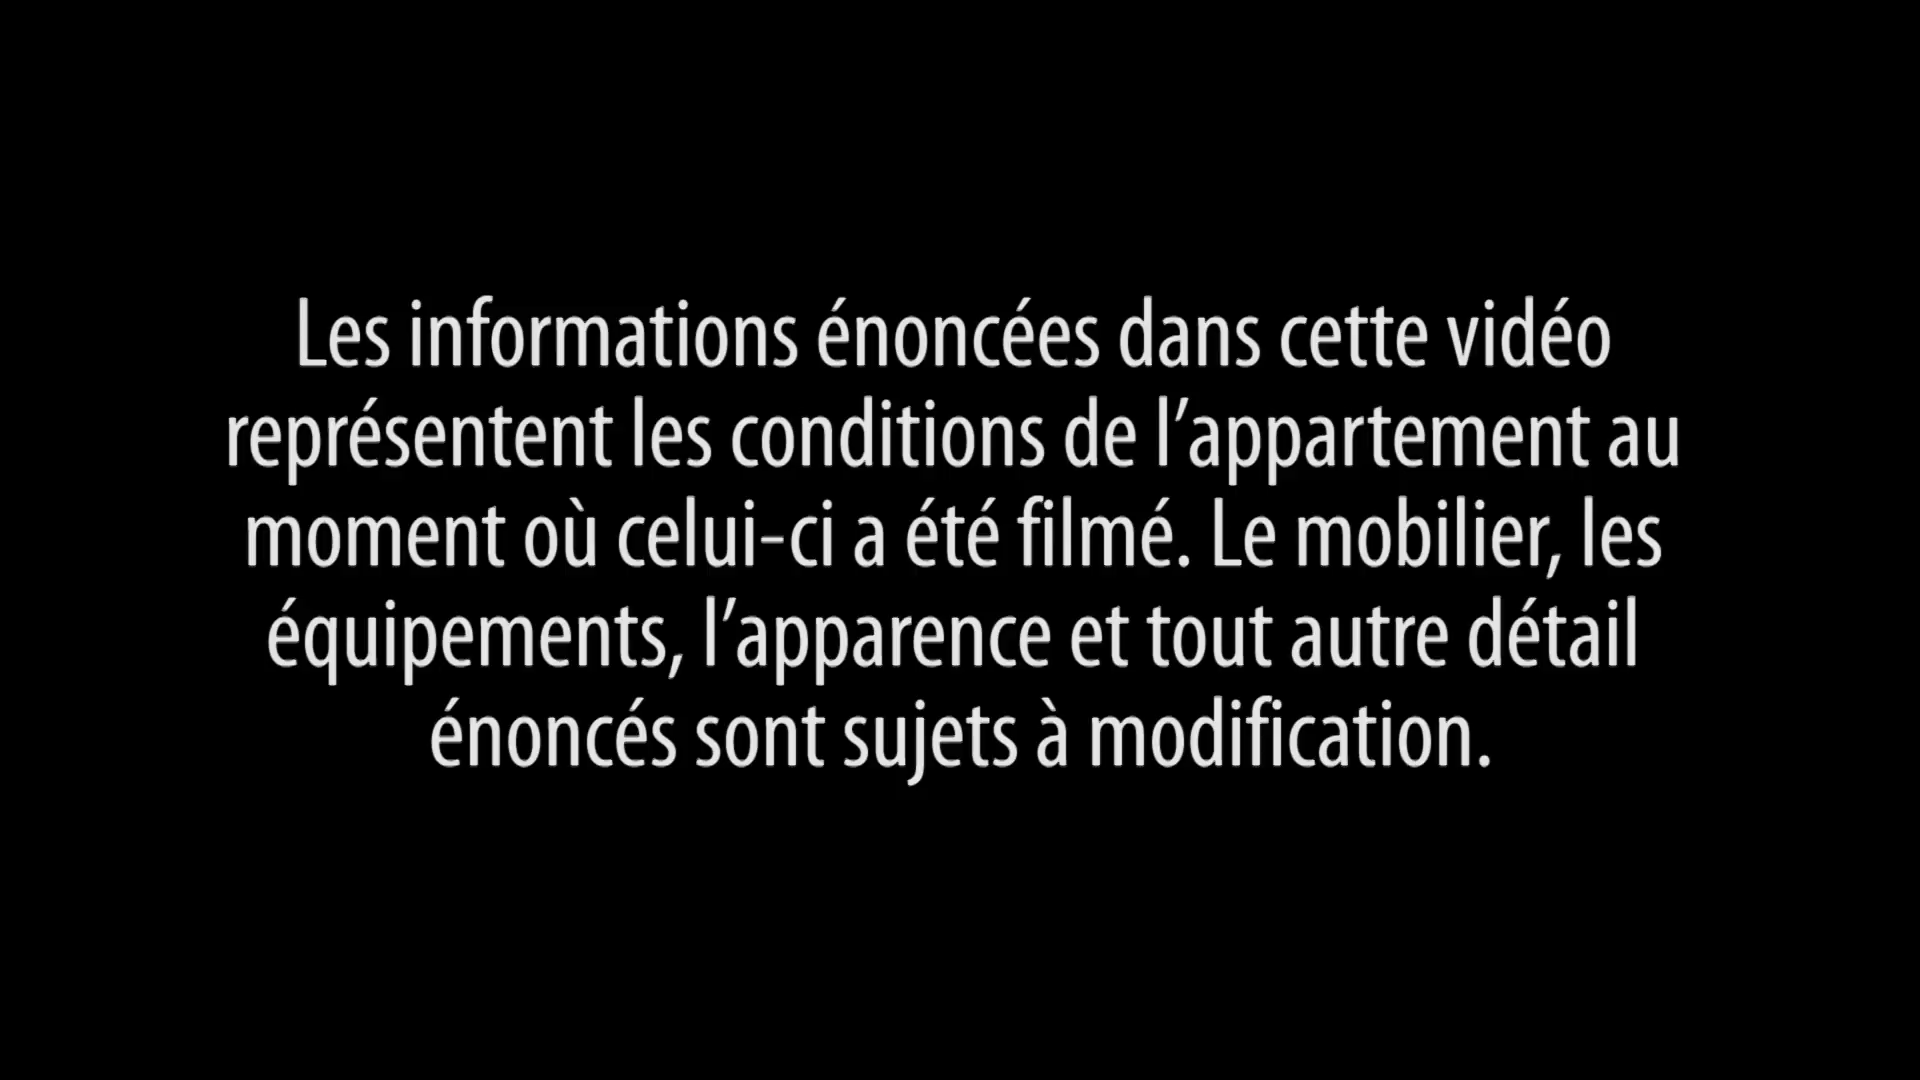 Les informations énoncées dans cette vidéo
représentent les conditions de l’appartement au
moment où celui-ci a été filmé. Le mobilier, les
équipements, l’apparence et tout autre détail
énoncés sont sujets à modification.